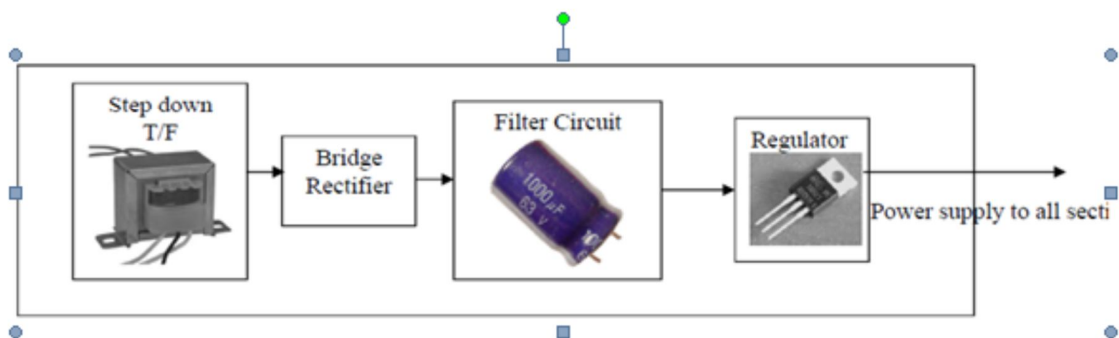 Step down
T/F
Bridge
Rectifier
Filter Circuit
1000µF
63 V
Regulator
Power supply to all secti